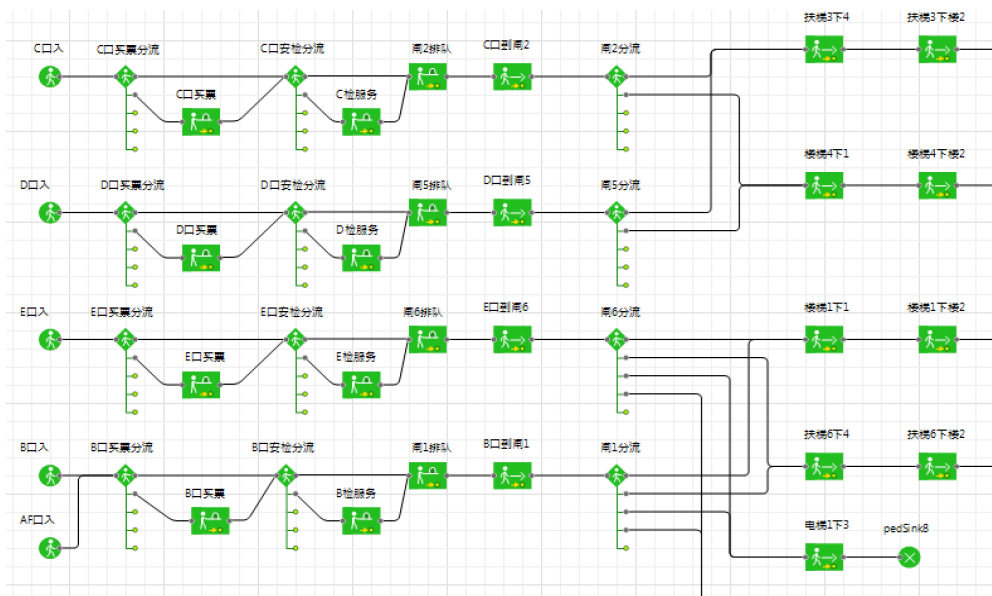 扶梯3下4 扶梯3下楼2
C口入 C口买票分流 C口安检分流 闸2排队 C口到闸2 闸2分流
C口买票 C检服务
楼梯4下1 楼梯4下楼2
D口入 D口买票分流 D口安检分流 闸5排队 D口到闸5 闸5分流
D口买票 D检服务
E口入 E口买票分流 E口安检分流 闸6排队 E口到闸6 闸6分流 楼梯1下1 楼梯1下楼2
E口买票 E检服务
B口入 B口买票分流 B口安检分流 闸1排队 B口到闸1 闸1分流 扶梯6下4 扶梯6下楼2
B口买票 B检服务
AF口入 电梯1下3 pedSink8